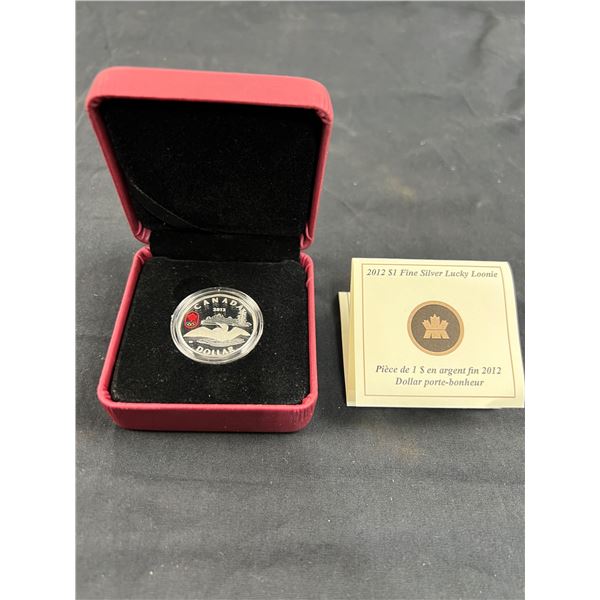 CANADA
2012
DOLLAR
2012 $1 Fine Silver Lucky Loonie
Pièce de 1 $ en argent fin 2012
Dollar porte-bonheur